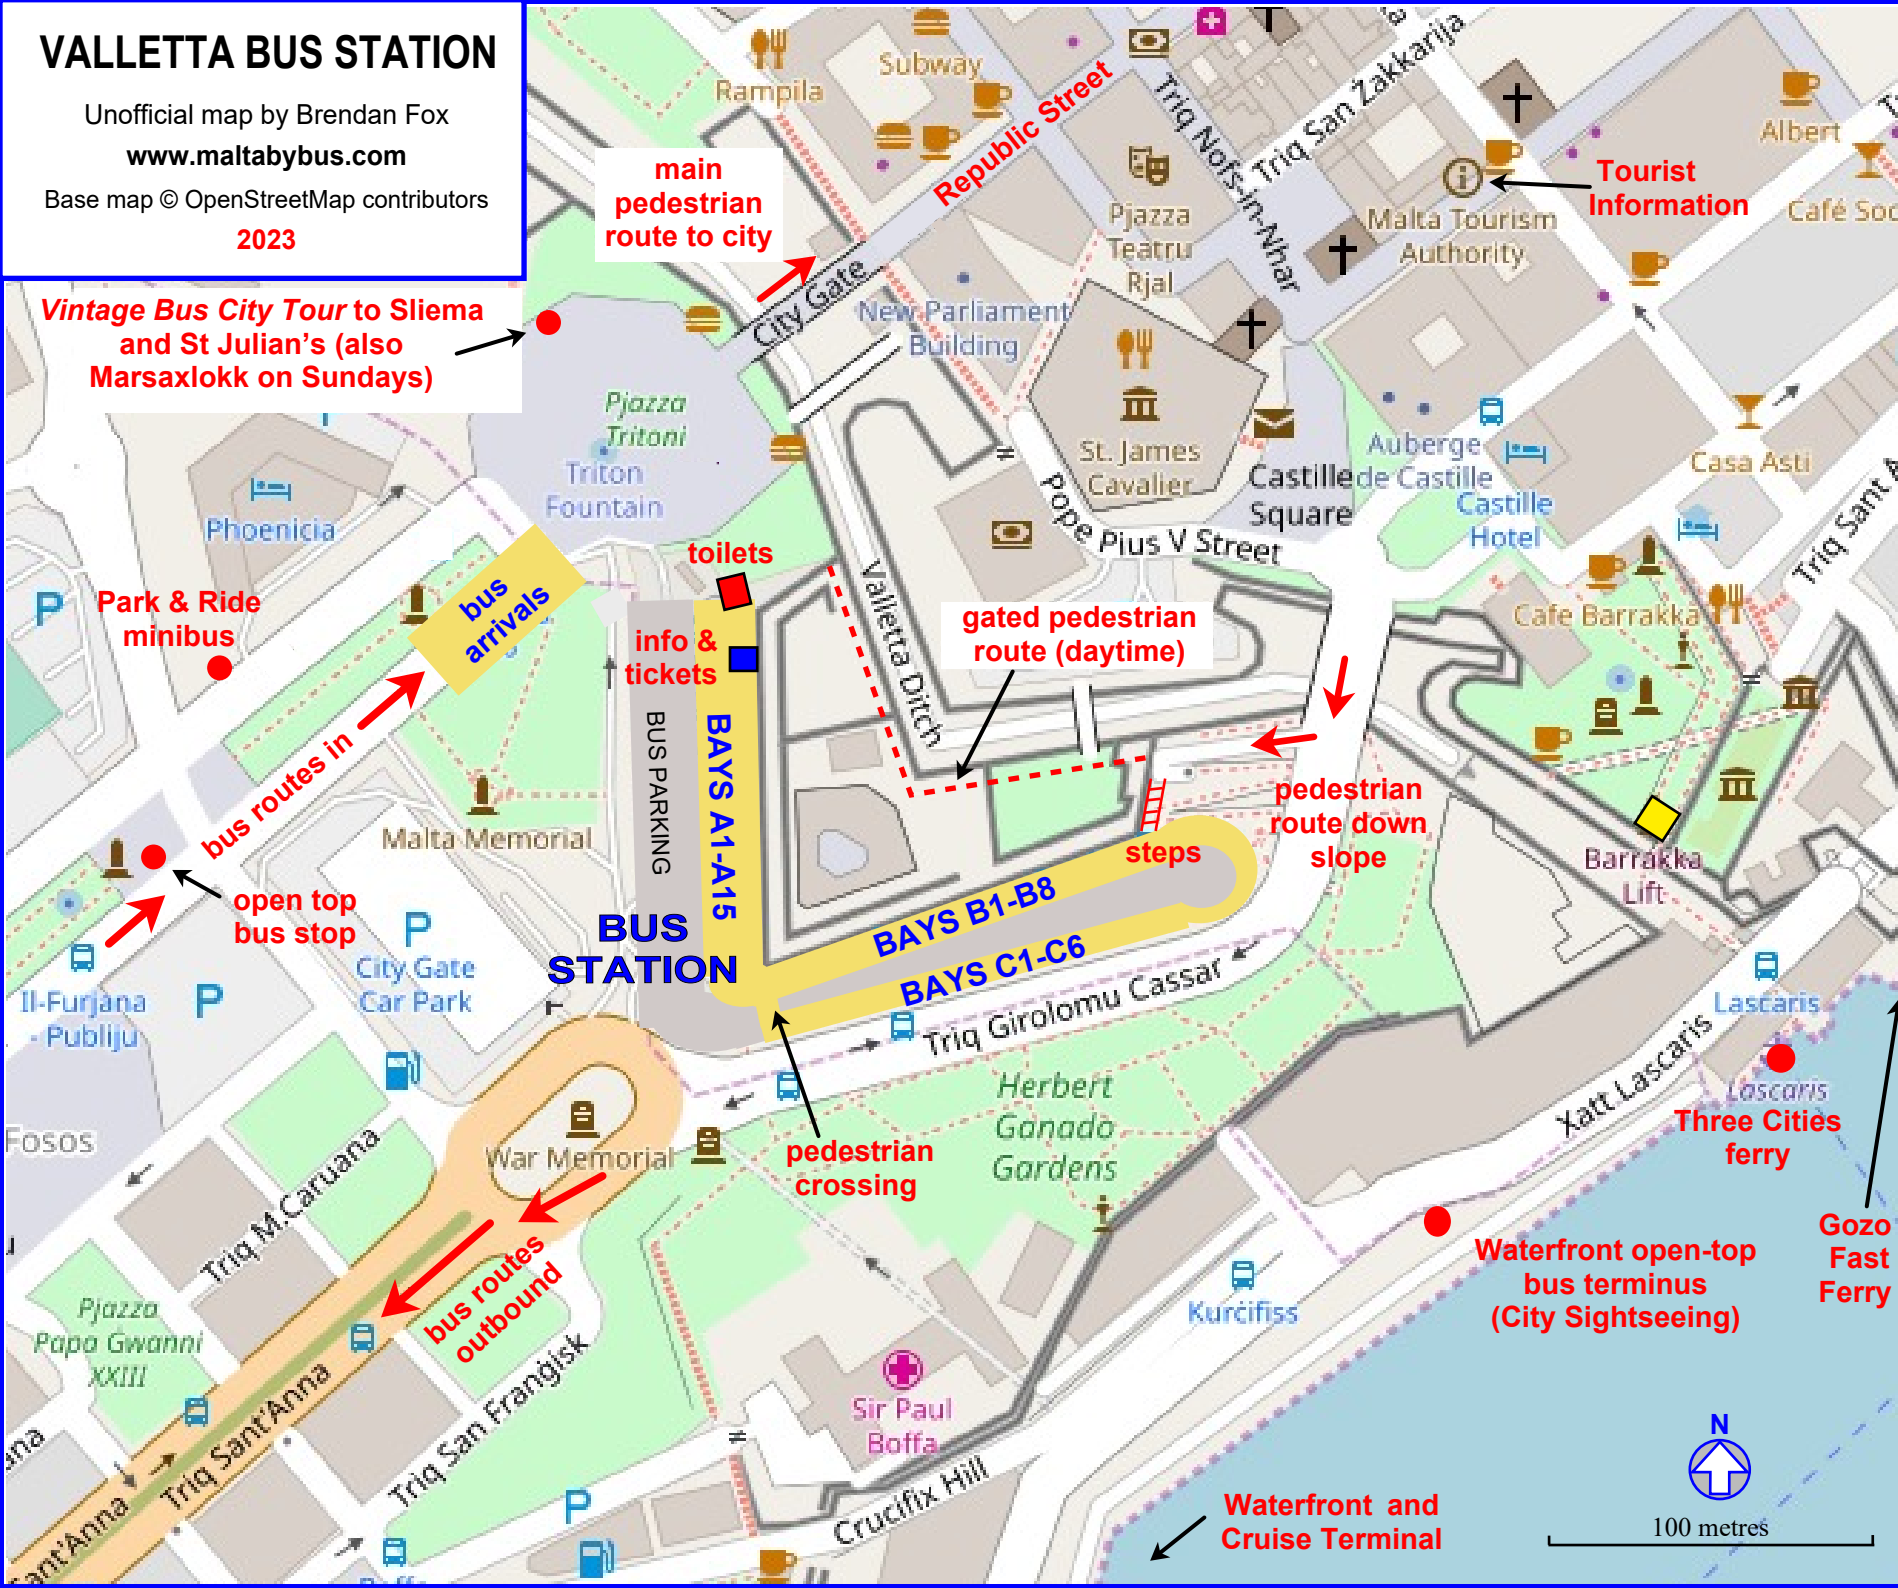 VALLETTA BUS STATION
Unofficial map by Brendan Fox
www.maltabybus.com
Base map © OpenStreetMap contributors
2023
Vintage Bus City Tour to Sliema
and St Julian's (also
Marsaxlokk on Sundays)
main
pedestrian
route to city
Rampila
Subway
Republic Street
City Gate
Triq Nofs-in-Nhar
Triq San Zakkarija
Pjazza
Teatru
Rjal
Malta Tourism
Authority
Tourist
Information
Albert
Café Soc
New Parliament
Building
Pjazza
Tritoni
Triton
Fountain
Phoenicia
St. James
Cavalier
Castille
Square
Auberge
de Castille
Castille
Hotel
Casa Asti
Triq Sant'A
Pope Pius V Street
Valletta Ditch
toilets
info &
tickets
bus
arrivals
Park & Ride
minibus
P
gated pedestrian
route (daytime)
Cafe Barrakka
bus routes in
Malta Memorial
BUS PARKING
BAYS A1-A15
BAYS B1-B8
BAYS C1-C6
steps
pedestrian
route down
slope
Barrakka
Lift
open top
bus stop
BUS
STATION
P
City Gate
Car Park
P
Il-Furjana
- Publiju
Triq Girolomu Cassar
Lascaris
Xatt Lascaris
Lascaris
Three Cities
ferry
Gozo
Fast
Ferry
Herbert
Ganado
Gardens
pedestrian
crossing
War Memorial
Fosos
Triq M.Caruana
Pjazza
Papa Gwanni
XXIII
bus routes
outbound
Triq Sant'Anna
Sant'Anna
ana
Triq San Frangisk
Kurċifiss
Waterfront open-top
bus terminus
(City Sightseeing)
Sir Paul
Boffa
Crucifix Hill
P
Waterfront and
Cruise Terminal
N
100 metres